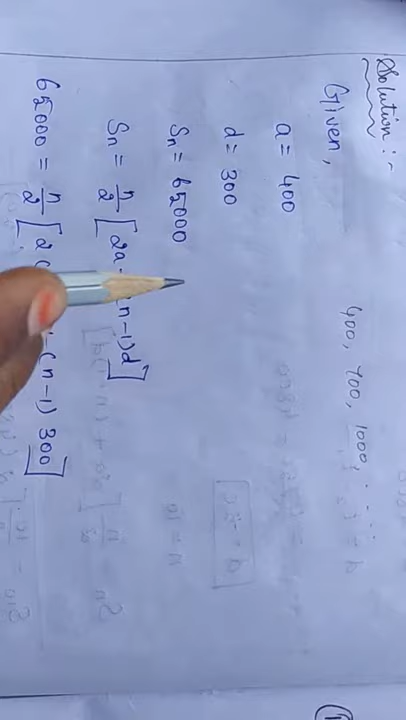 Solution :-
Given,
400, 700, 1000, . . . .
a = 400
d = 300
Sn = 65000
Sn = n/2 [2a (n-1)d]
65000 = n/2 [2 (n-1) 300]